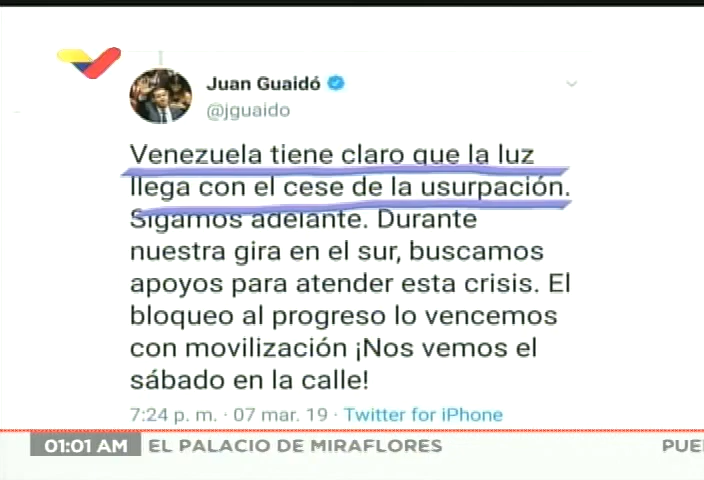 Juan Guaidó
@jguaido
Venezuela tiene claro que la luz
llega con el cese de la usurpación.
Sigamos adelante. Durante
nuestra gira en el sur, buscamos
apoyos para atender esta crisis. El
bloqueo al progreso lo vencemos
con movilización ¡Nos vemos el
sábado en la calle!
7:24 p. m. · 07 mar. 19 · Twitter for iPhone
01:01 AM EL PALACIO DE MIRAFLORES